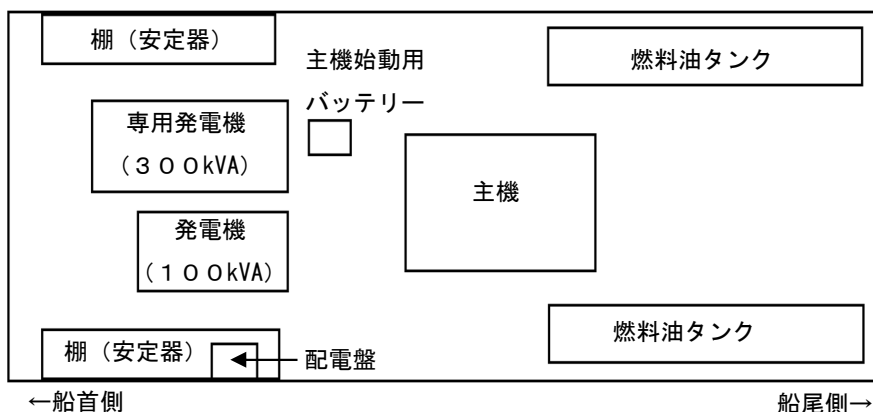 棚（安定器）
主機始動用
バッテリー
燃料油タンク
専用発電機
（３００kVA）
主機
発電機
（１００kVA）
燃料油タンク
棚（安定器）
配電盤
←船首側
船尾側→